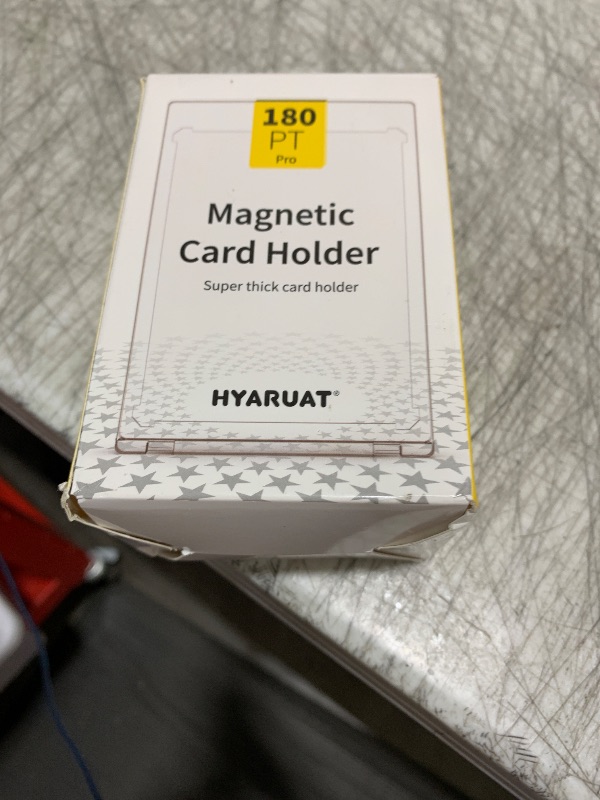 180
PT
Pro
Magnetic
Card Holder
Super thick card holder
HYARUAT®